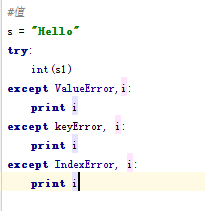 #值
s = "Hello"
try:
    int(s1)
except ValueError,i:
    print i
except keyError, i:
    print i
except IndexError, i:
    print i